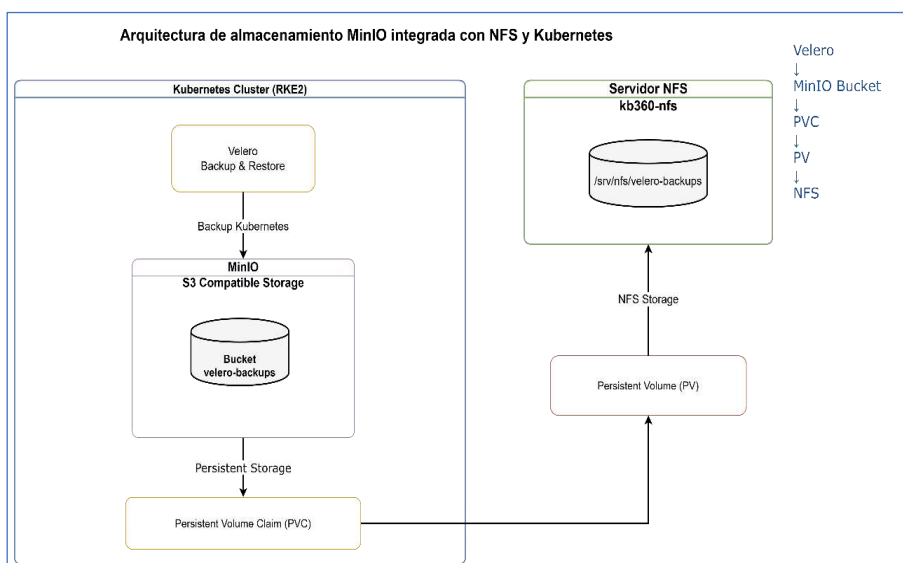 Arquitectura de almacenamiento MinIO integrada con NFS y Kubernetes
Kubernetes Cluster (RKE2)
Velero
Backup & Restore
Backup Kubernetes
MinIO
S3 Compatible Storage
Bucket
velero-backups
Persistent Storage
Persistent Volume Claim (PVC)
Servidor NFS
kb360-nfs
/srv/nfs/velero-backups
NFS Storage
Persistent Volume (PV)
Velero
↓
MinIO Bucket
↓
PVC
↓
PV
↓
NFS